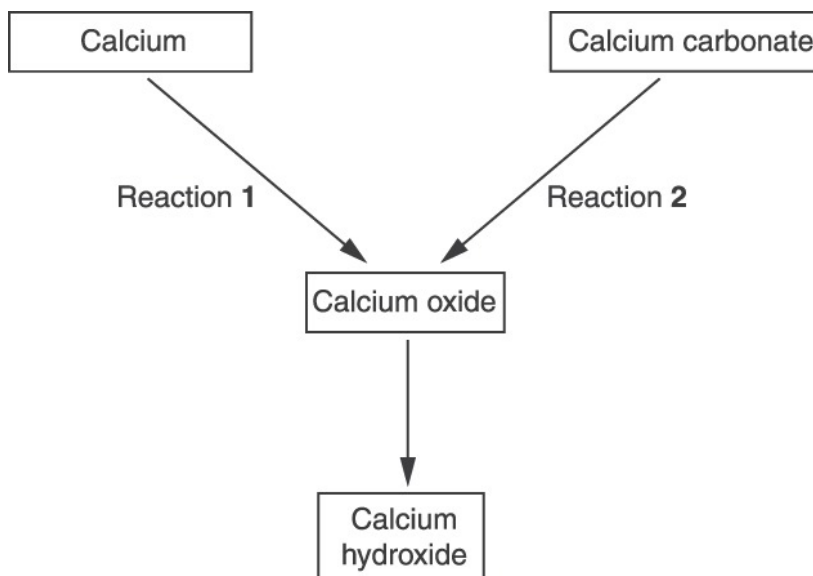 Calcium
Calcium carbonate
Reaction 1
Reaction 2
Calcium oxide
Calcium
hydroxide